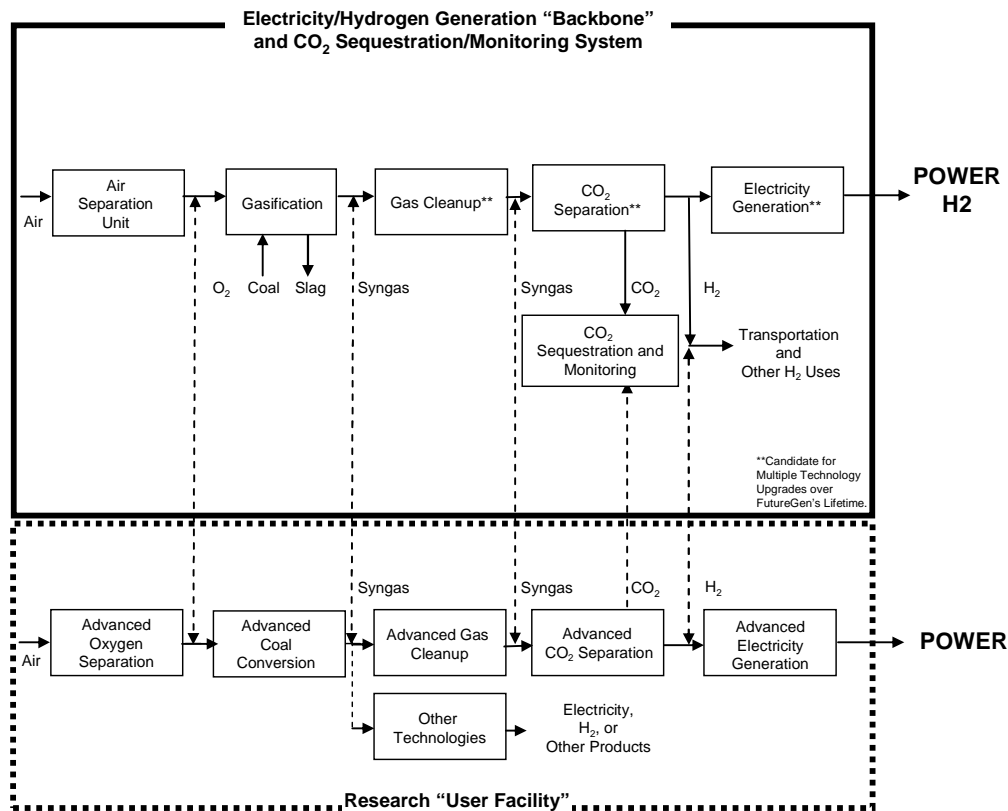 Electricity/Hydrogen Generation “Backbone”
and CO₂ Sequestration/Monitoring System
Air
Air
Separation
Unit
Gasification
Gas Cleanup**
CO₂
Separation**
Electricity
Generation**
POWER
H2
O₂
Coal
Slag
Syngas
Syngas
CO₂
H₂
CO₂
Sequestration and
Monitoring
Transportation
and
Other H₂ Uses
**Candidate for
Multiple Technology
Upgrades over
FutureGen’s Lifetime.
Syngas
Syngas
CO₂
H₂
Air
Advanced
Oxygen
Separation
Advanced
Coal
Conversion
Advanced Gas
Cleanup
Advanced
CO₂ Separation
Advanced
Electricity
Generation
POWER
Other
Technologies
Electricity,
H₂, or
Other Products
Research “User Facility”